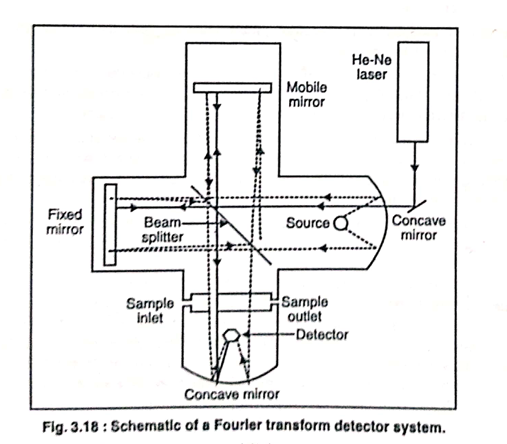 He-Ne
laser
Mobile
mirror
Fixed
mirror
Beam
splitter
Source
Concave
mirror
Sample
inlet
Sample
outlet
Detector
Concave mirror
Fig. 3.18 : Schematic of a Fourier transform detector system.